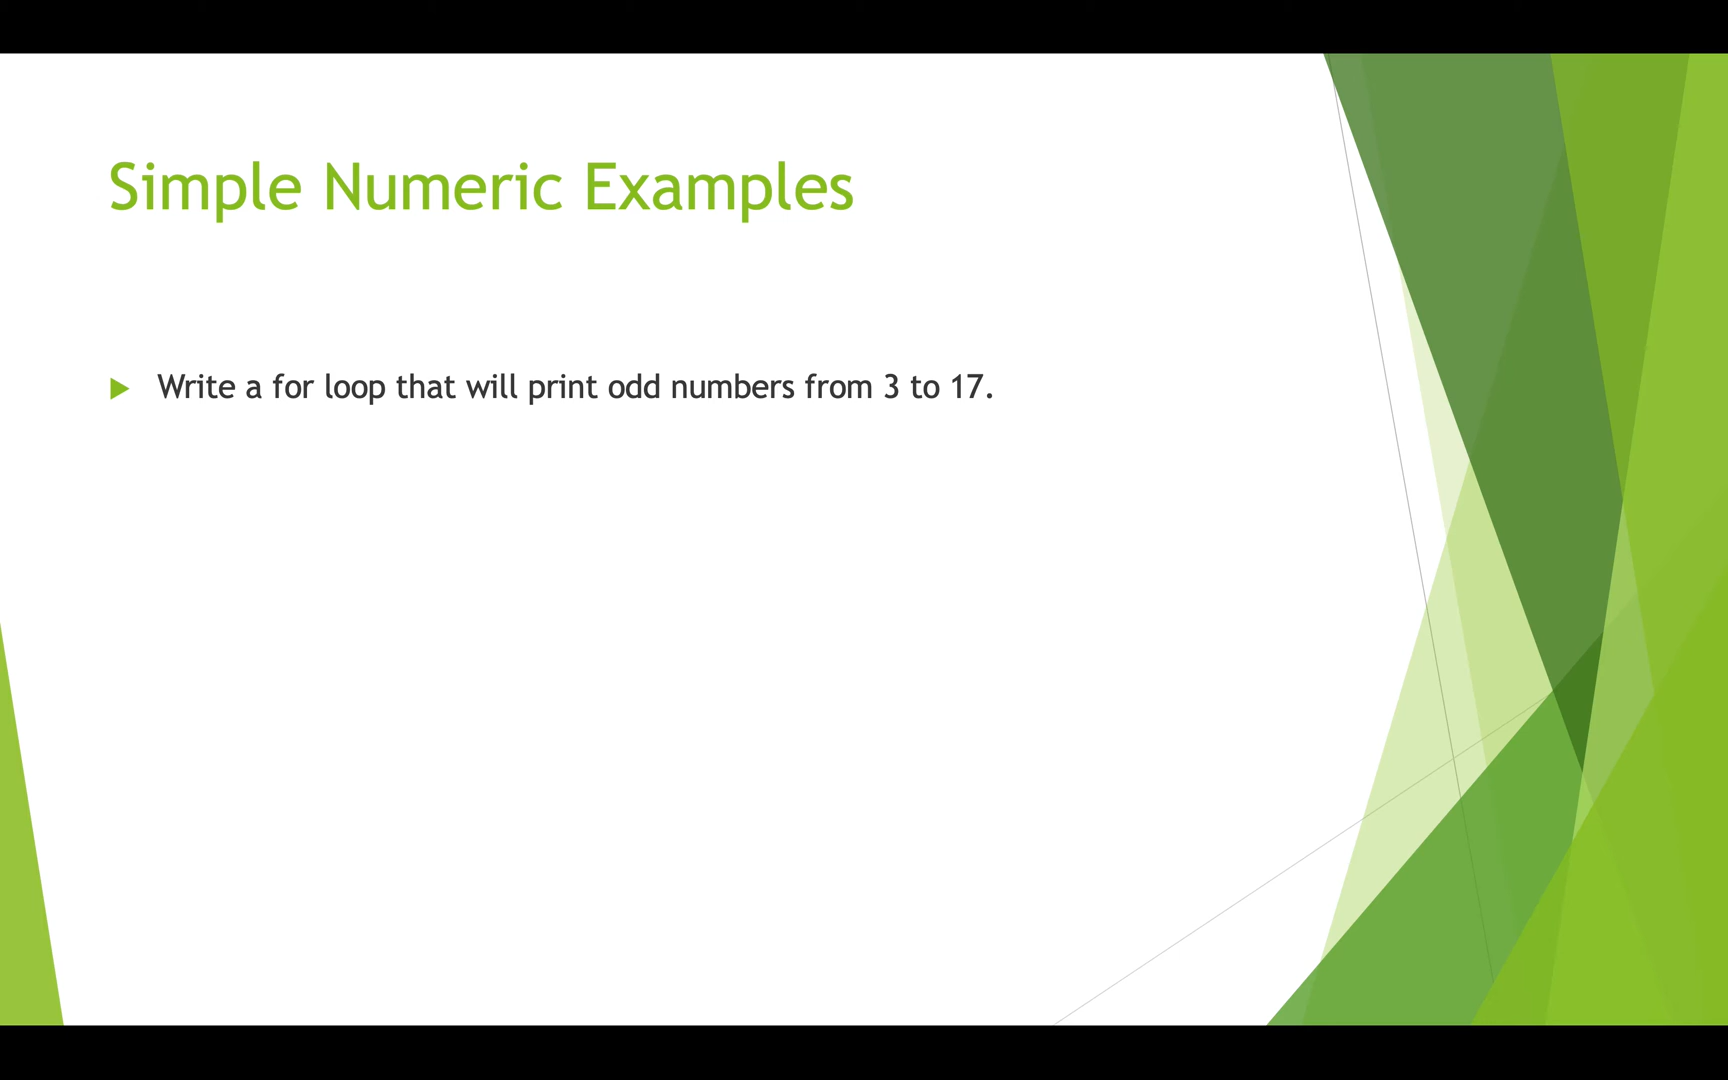 Simple Numeric Examples
Write a for loop that will print odd numbers from 3 to 17.